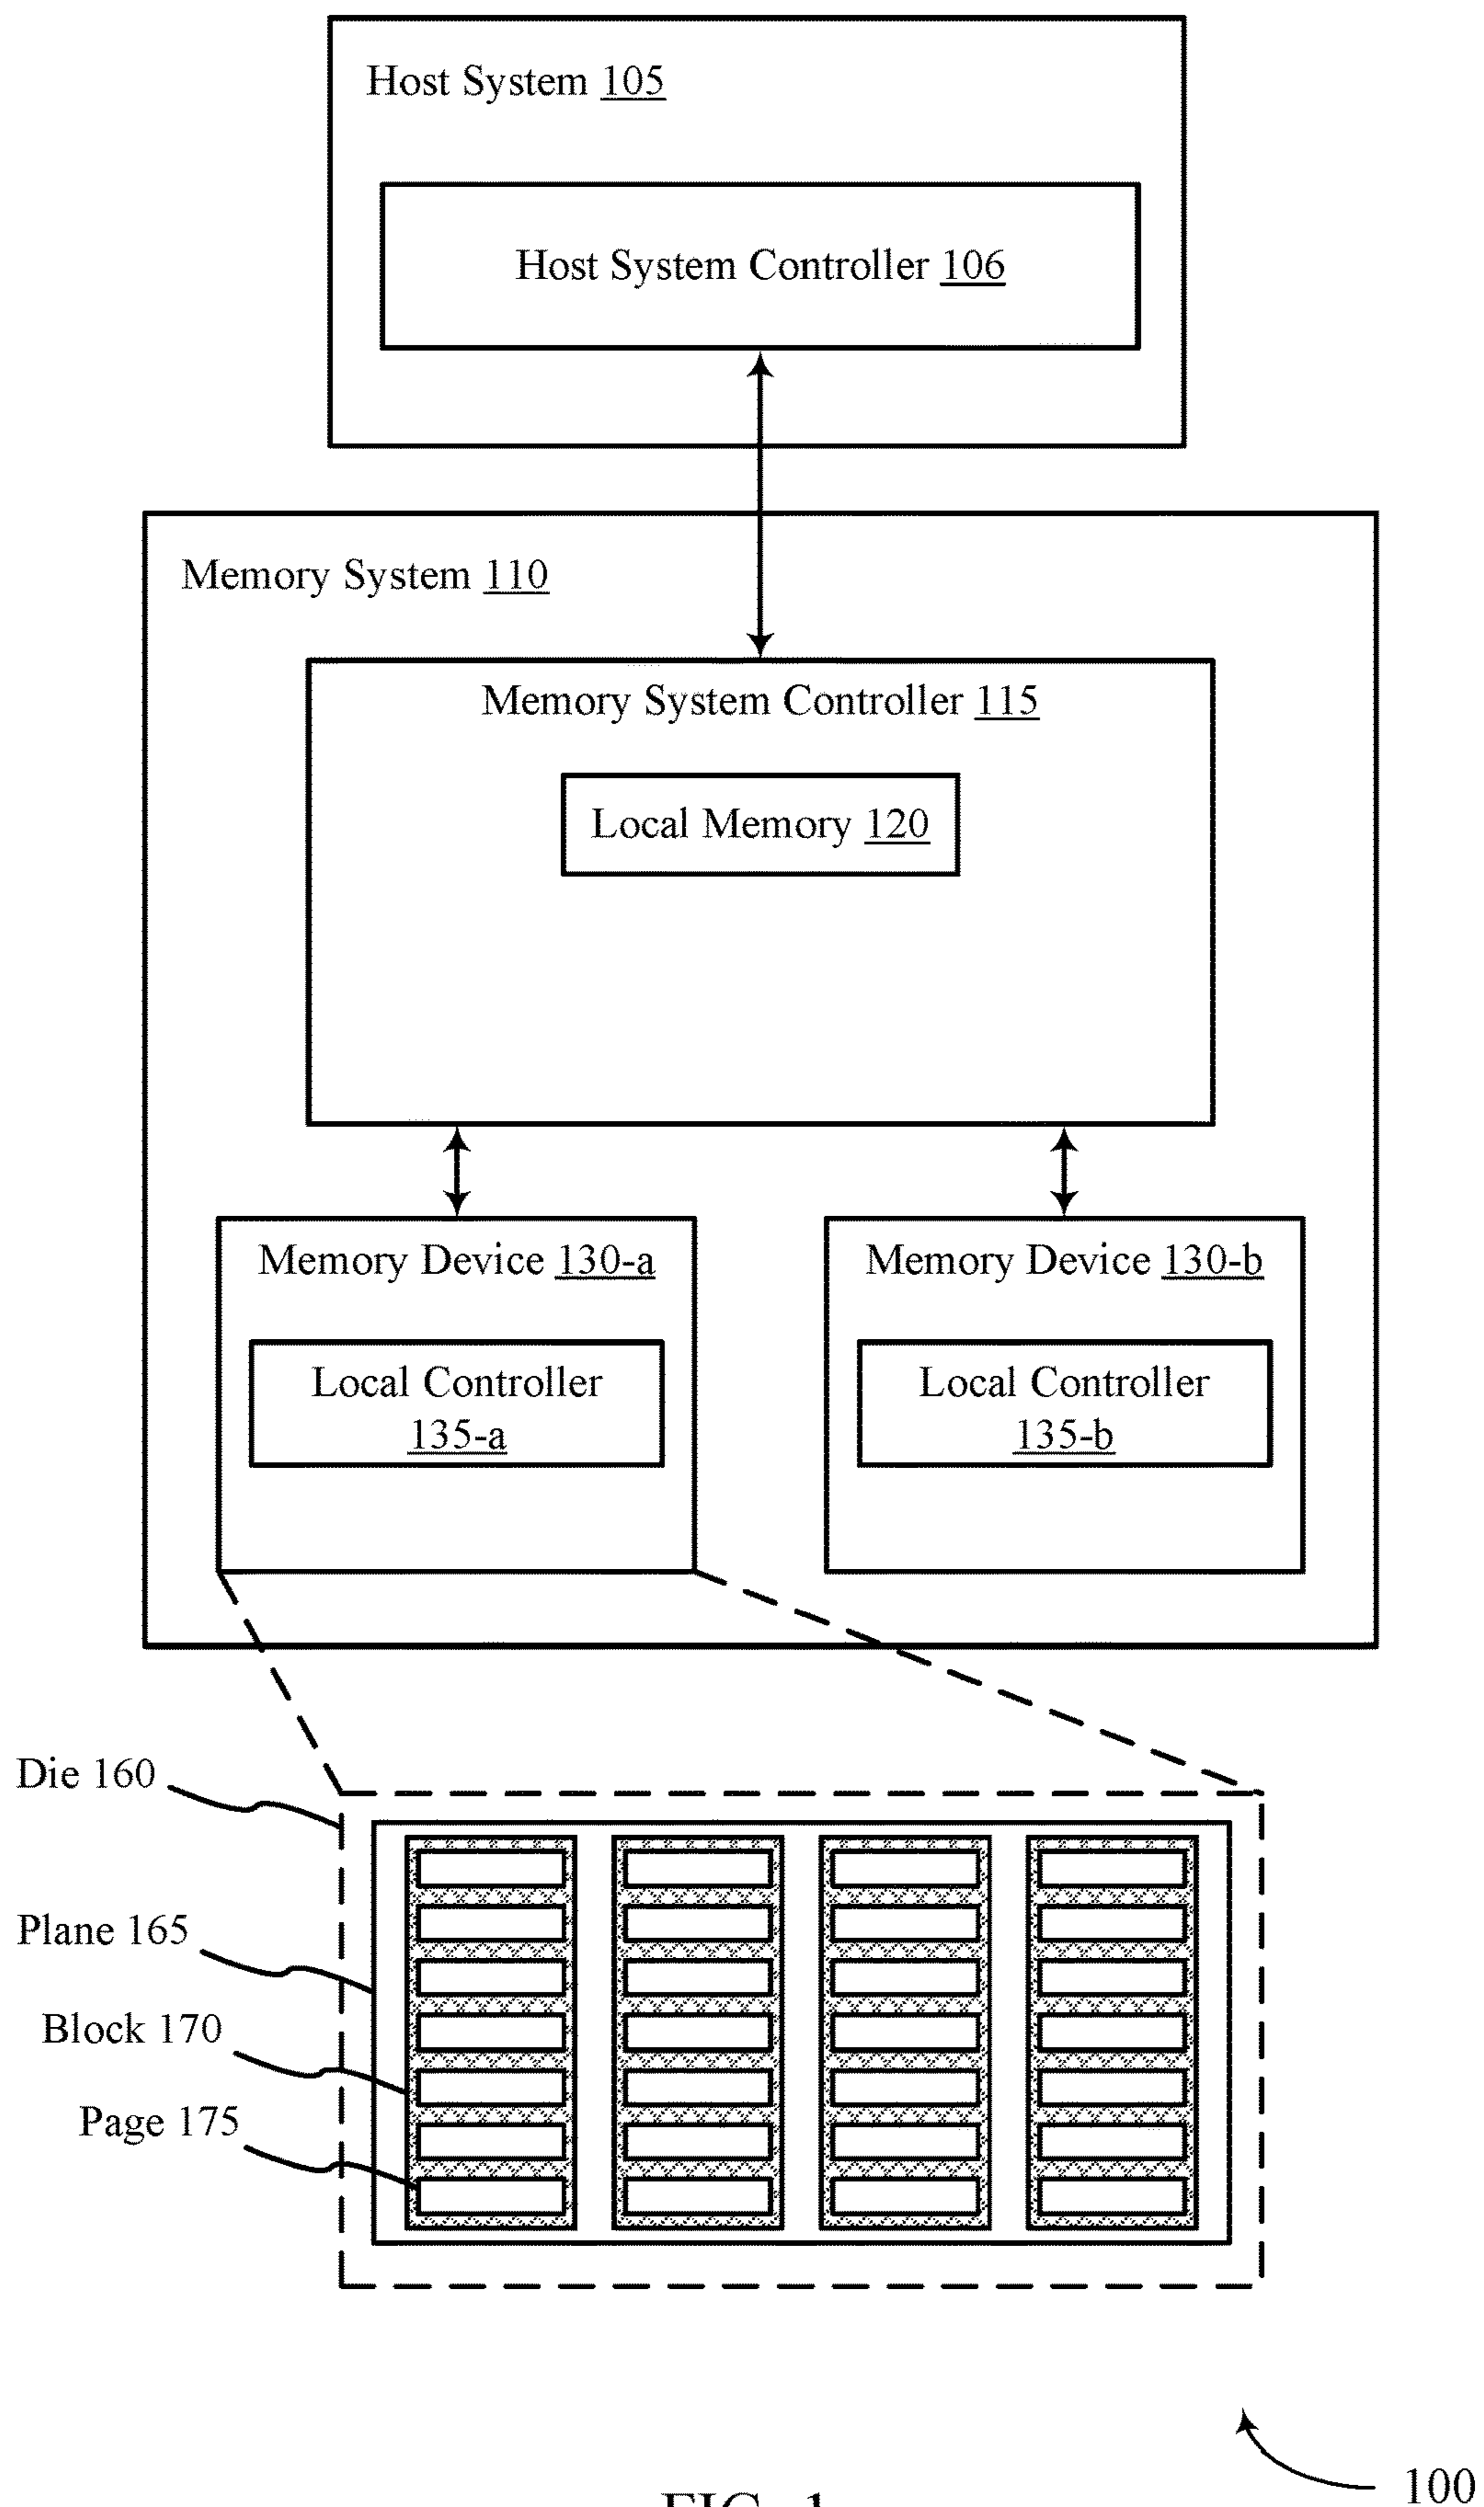 Host System 105
Host System Controller 106
Memory System 110
Memory System Controller 115
Local Memory 120
Memory Device 130-a
Local Controller
135-a
Memory Device 130-b
Local Controller
135-b
Die 160
Plane 165
Block 170
Page 175
100
FIG. 1